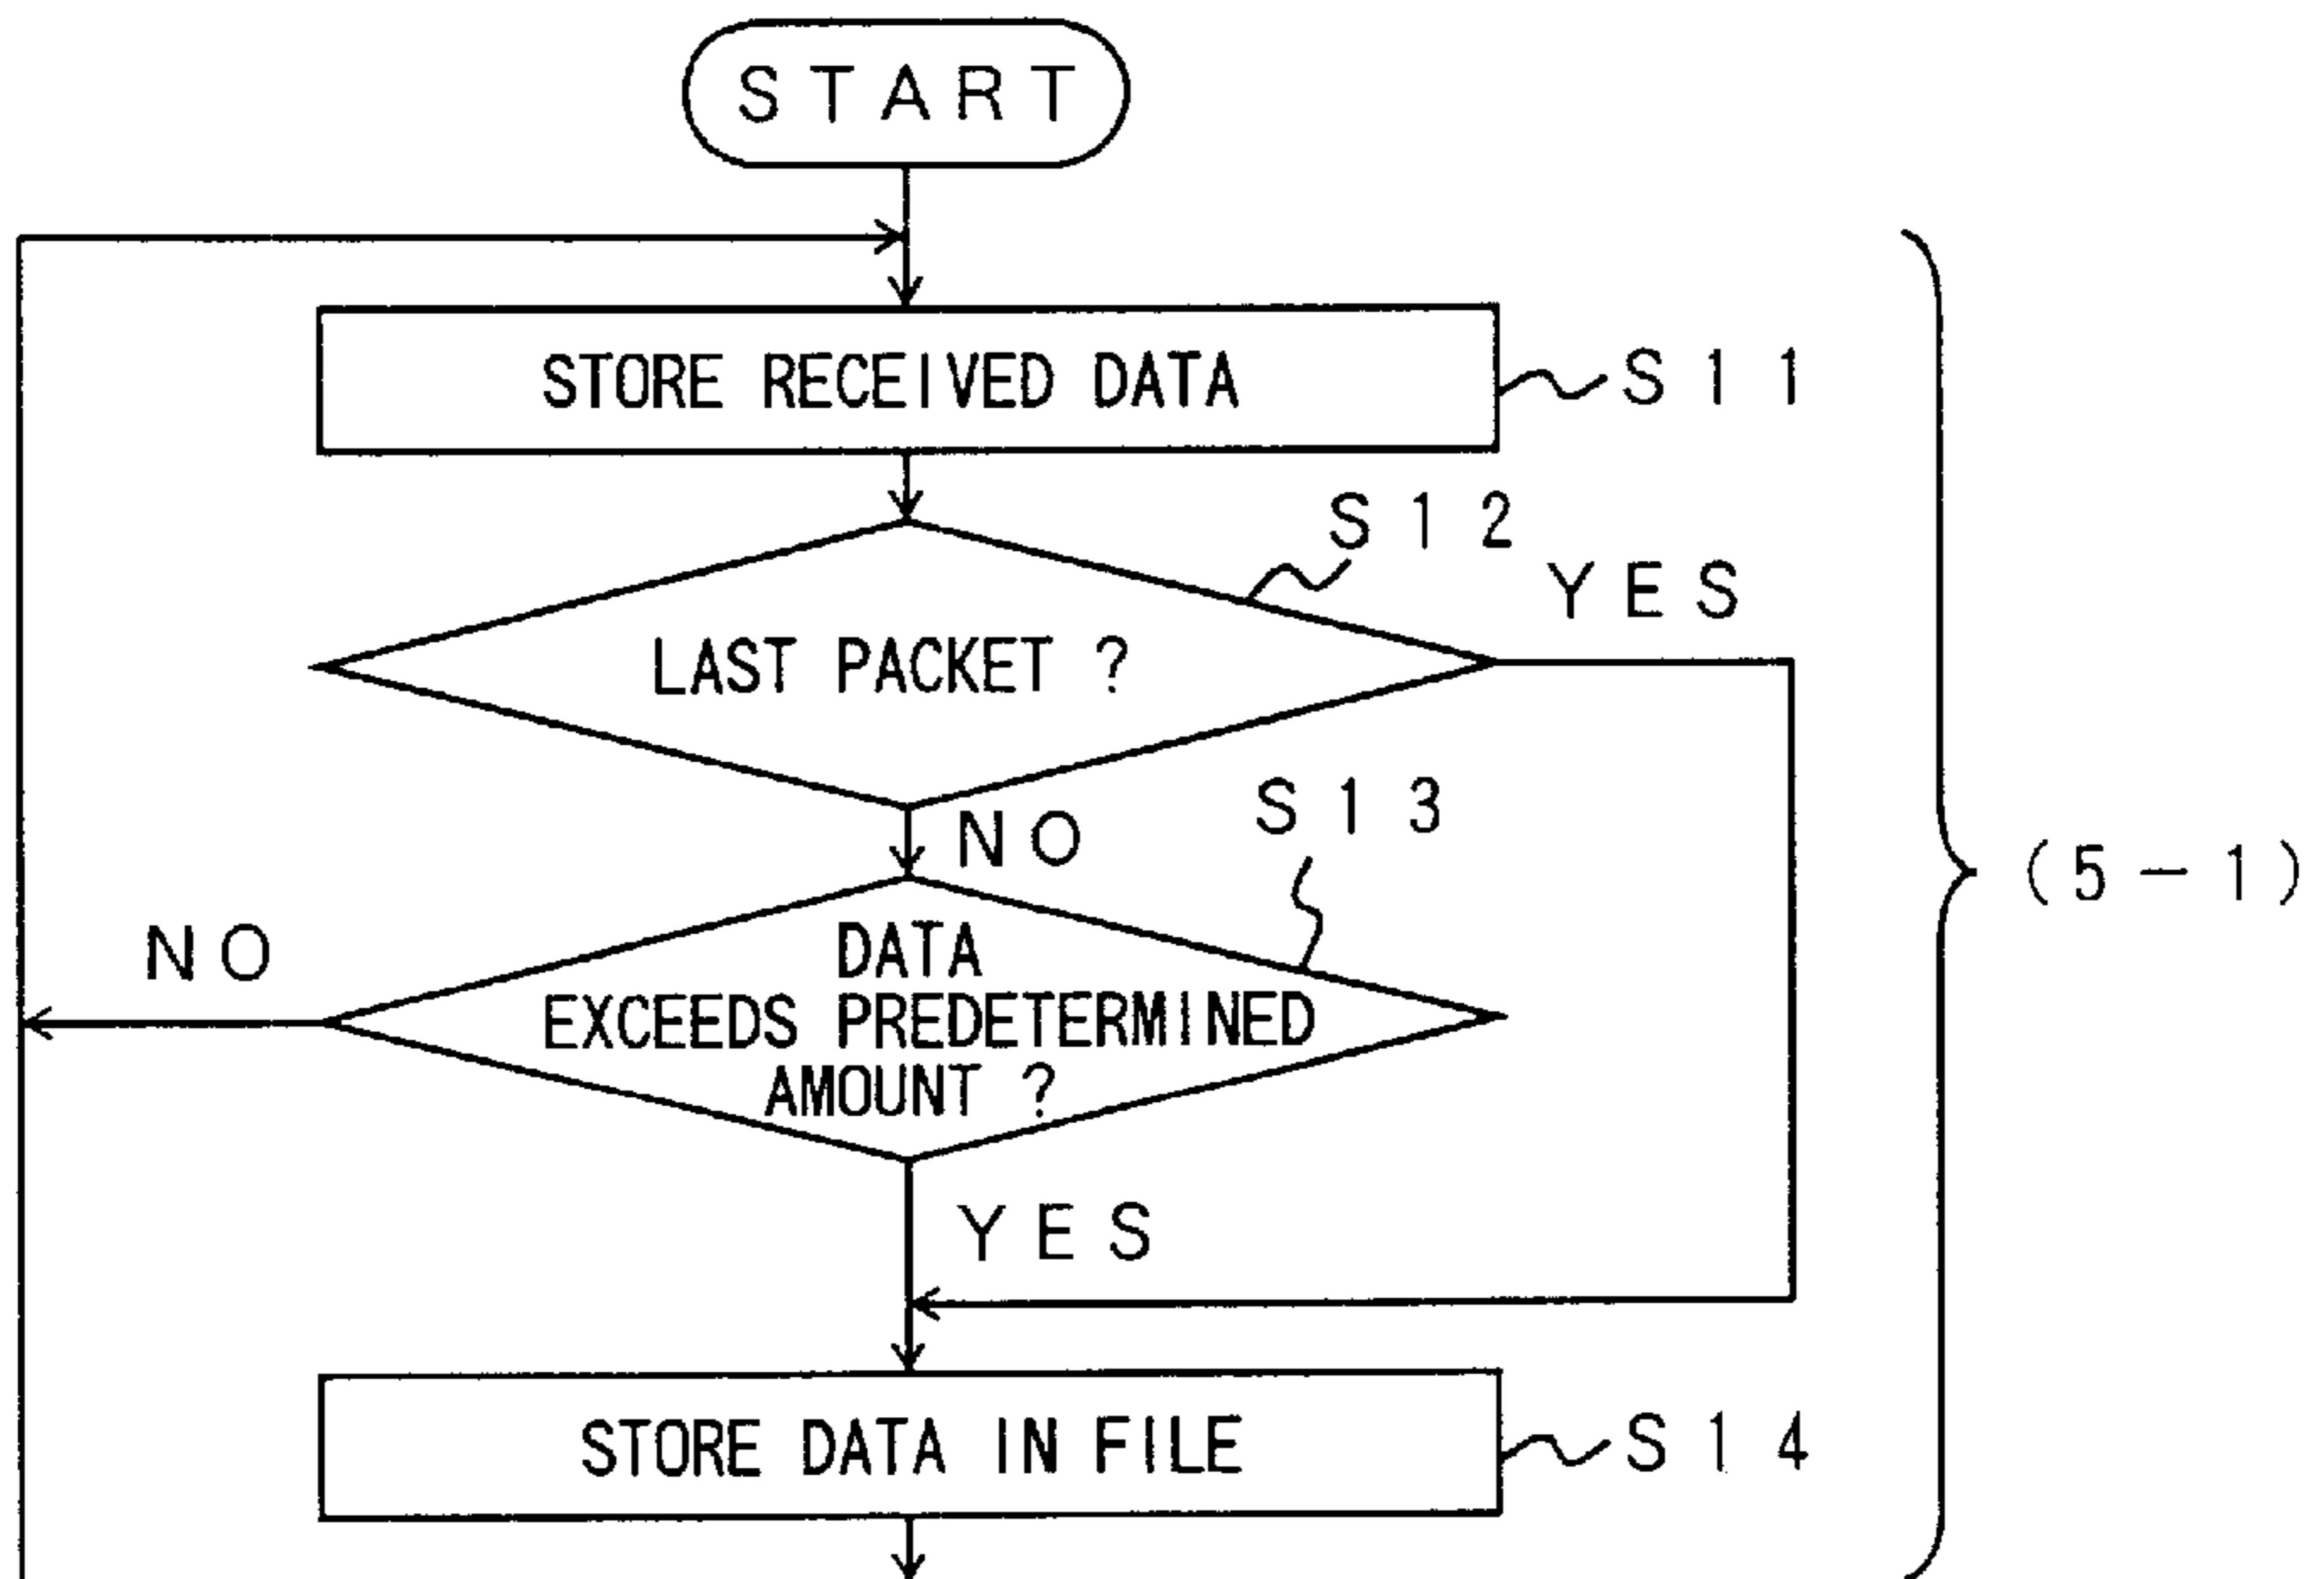 START
STORE RECEIVED DATA
S11
S12
YES
LAST PACKET ?
NO
S13
(5-1)
NO
DATA
EXCEEDS PREDETERMINED
AMOUNT ?
YES
STORE DATA IN FILE
S14